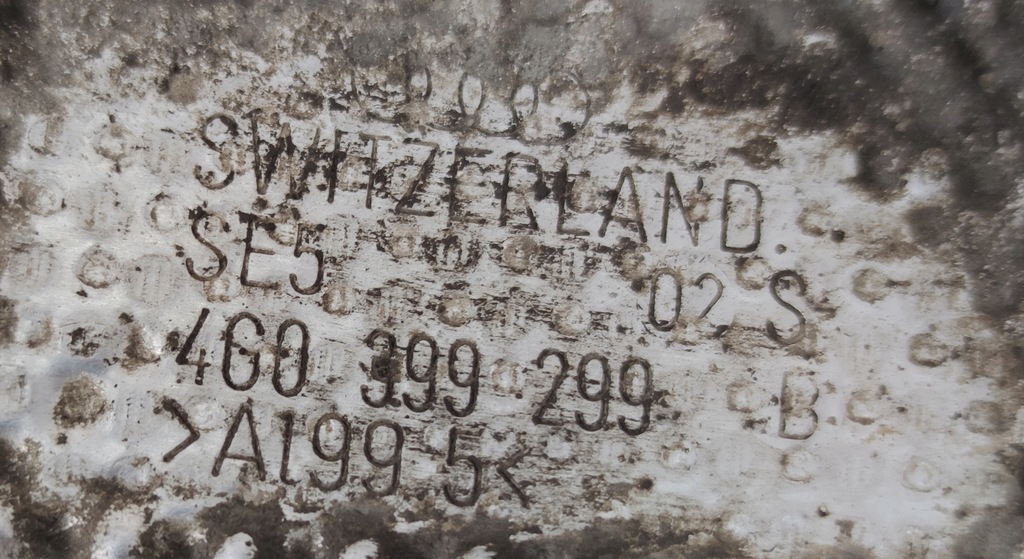 SWITZERLAND.
SE5 02 S
4G0 399 299 B
>Al99 5<